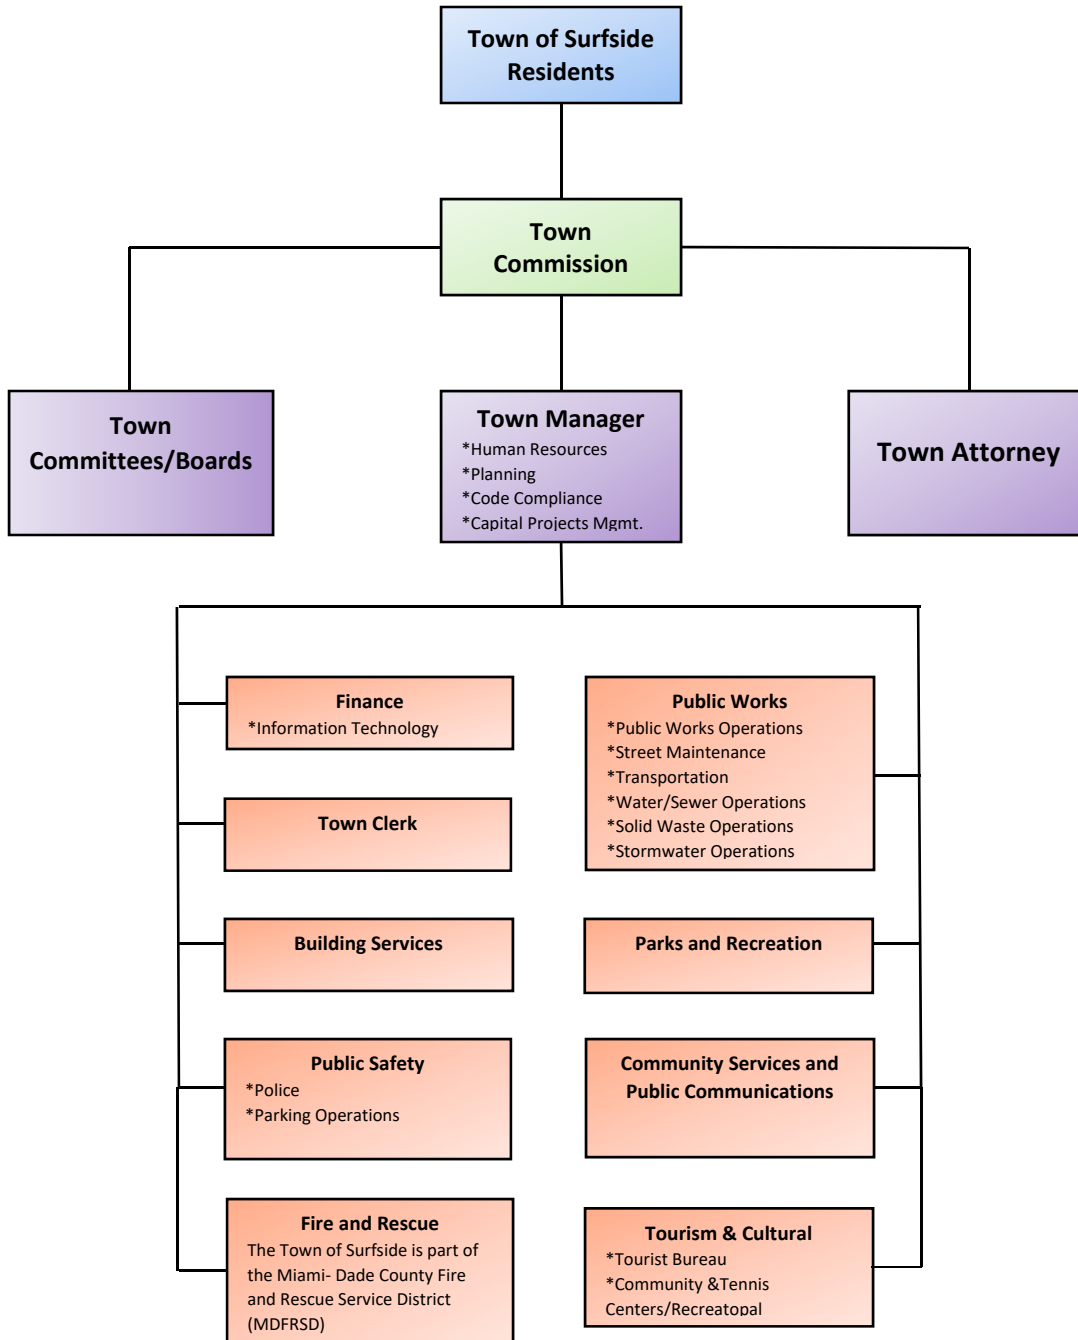 Town of Surfside
Residents
Town
Commission
Town
Committees/Boards
Town Manager
*Human Resources
*Planning
*Code Compliance
*Capital Projects Mgmt.
Town Attorney
Finance
*Information Technology
Town Clerk
Building Services
Public Safety
*Police
*Parking Operations
Fire and Rescue
The Town of Surfside is part of
the Miami- Dade County Fire
and Rescue Service District
(MDFRSD)
Public Works
*Public Works Operations
*Street Maintenance
*Transportation
*Water/Sewer Operations
*Solid Waste Operations
*Stormwater Operations
Parks and Recreation
Community Services and
Public Communications
Tourism & Cultural
*Tourist Bureau
*Community &Tennis
Centers/Recreatopal